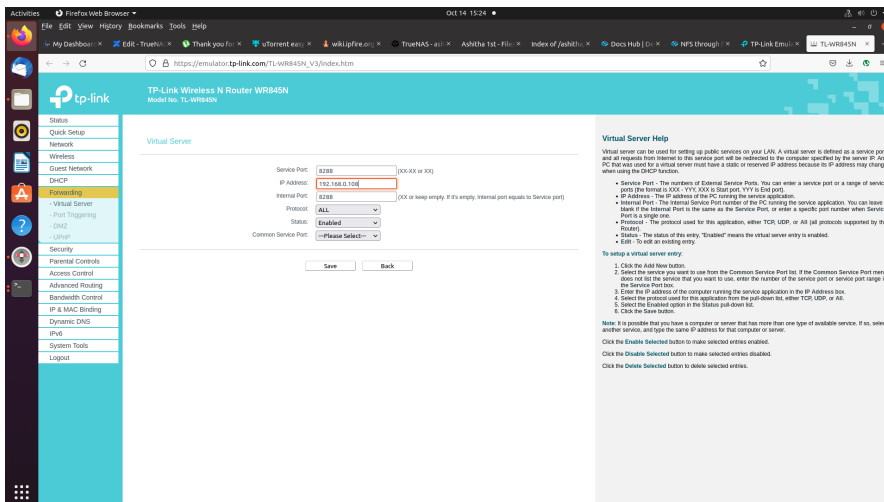 Activities
Firefox Web Browser
Oct 14 15:24
File Edit View History Bookmarks Tools Help
My Dashboard
Edit - TrueNAS
Thank you fo
uTorrent easy
wiki.ipfire.org
TrueNAS - ash
Ashitha 1st - Files
Index of /ashitha
Docs Hub | De
NFS through
TP-Link Emula
TL-WR845N
https://emulator.tp-link.com/TL-WR845N_V3/index.htm
tp-link
TP-Link Wireless N Router WR845N
Model No. TL-WR845N
Status
Quick Setup
Network
Wireless
Guest Network
DHCP
Forwarding
- Virtual Server
- Port Triggering
- DMZ
- UPnP
Security
Parental Controls
Access Control
Advanced Routing
Bandwidth Control
IP & MAC Binding
Dynamic DNS
IPv6
System Tools
Logout
Virtual Server
Service Port: 8288 (XX-XX or XX)
IP Address: 192.168.0.108
Internal Port: 8288 (XX or keep empty. If it's empty, Internal port equals to Service port)
Protocol: ALL
Status: Enabled
Common Service Port: ---Please Select---
Save Back
Virtual Server Help
Virtual server can be used for setting up public services on your LAN. A virtual server is defined as a service por
and all requests from Internet to this service port will be redirected to the computer specified by the server IP. An
PC that was used for a virtual server must have a static or reserved IP address because its IP address may chang
when using the DHCP function.
• Service Port - The numbers of External Service Ports. You can enter a service port or a range of servic
ports (the format is XXX - YYY, XXX is Start port, YYY is End port).
• IP Address - The IP address of the PC running the service application.
• Internal Port - The Internal Service Port number of the PC running the service application. You can leave
blank if the Internal Port is the same as the Service Port, or enter a specific port number when Servic
Port is a single one.
• Protocol - The protocol used for this application, either TCP, UDP, or All (all protocols supported by th
Router).
• Status - The status of this entry, "Enabled" means the virtual server entry is enabled.
• Edit - To edit an existing entry.
To setup a virtual server entry:
1. Click the Add New button.
2. Select the service you want to use from the Common Service Port list. If the Common Service Port men
does not list the service that you want to use, enter the number of the service port or service port range i
the Service Port box.
3. Enter the IP address of the computer running the service application in the IP Address box.
4. Select the protocol used for this application from the pull-down list, either TCP, UDP, or All.
5. Select the Enabled option in the Status pull-down list.
6. Click the Save button.
Note: It is possible that you have a computer or server that has more than one type of available service. If so, selec
another service, and type the same IP address for that computer or server.
Click the Enable Selected button to make selected entries enabled.
Click the Disable Selected button to make selected entries disabled.
Click the Delete Selected button to delete selected entries.